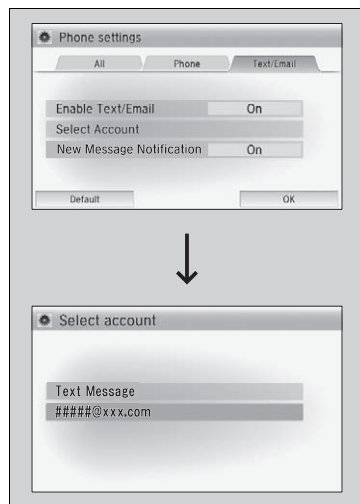 Phone settings
All Phone Text/Email
Enable Text/Email On
Select Account
New Message Notification On
Default OK
Select account
Text Message
#####@xxx.com